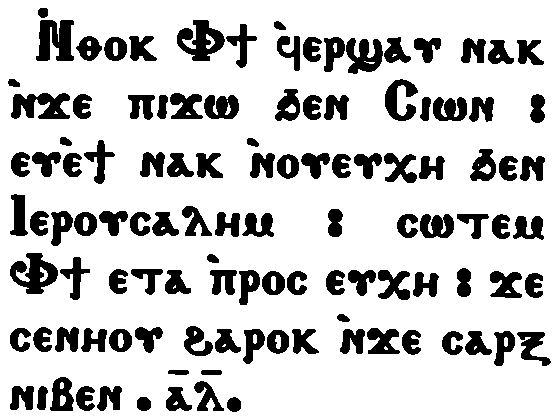 Ⲛ̇ⲑⲟⲕ Ⲫϯ ϥ̀ⲉⲣϣⲁⲩ ⲛⲁⲕ
ⲛ̀ϫⲉ ⲡⲓϫⲱ ϧⲉⲛ Ⲥⲓⲱⲛ :
ⲉⲩⲉ̀ϯ ⲛⲁⲕ ⲛ̀ⲟⲩⲉⲩⲭⲏ ϧⲉⲛ
Ⲓⲉⲣⲟⲩⲥⲁⲗⲏⲙ : ⲥⲱⲧⲉⲙ
Ⲫϯ ⲉⲧⲁ ⲡ̀ⲣⲟⲥ ⲉⲩⲭⲏ : ϫⲉ
ⲥⲉⲛⲏⲟⲩ ϩⲁⲣⲟⲕ ⲛ̀ϫⲉ ⲥⲁⲣⲝ
ⲛⲓⲃⲉⲛ . ⲁ̅ⲗ̅.